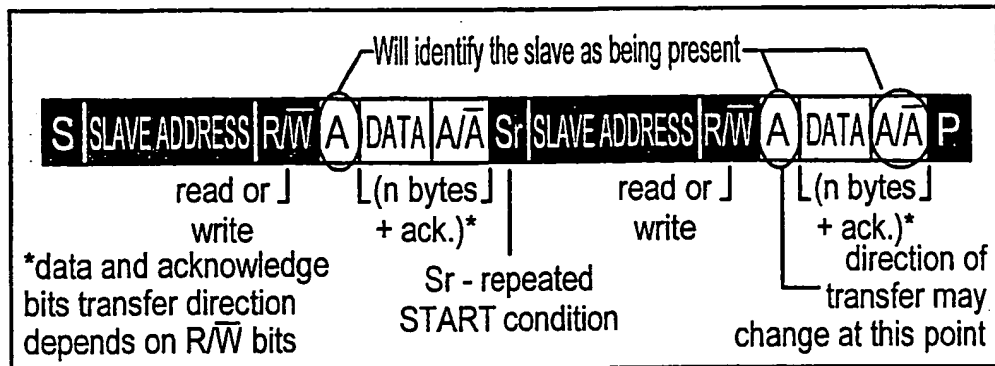 Will identify the slave as being present
S SLAVE ADDRESS R/W̅ A DATA A/A̅ Sr SLAVE ADDRESS R/W̅ A DATA A/A̅ P
read or write
(n bytes + ack.)*
read or write
(n bytes + ack.)*
*data and acknowledge
bits transfer direction
depends on R/W̅ bits
Sr - repeated
START condition
direction of
transfer may
change at this point